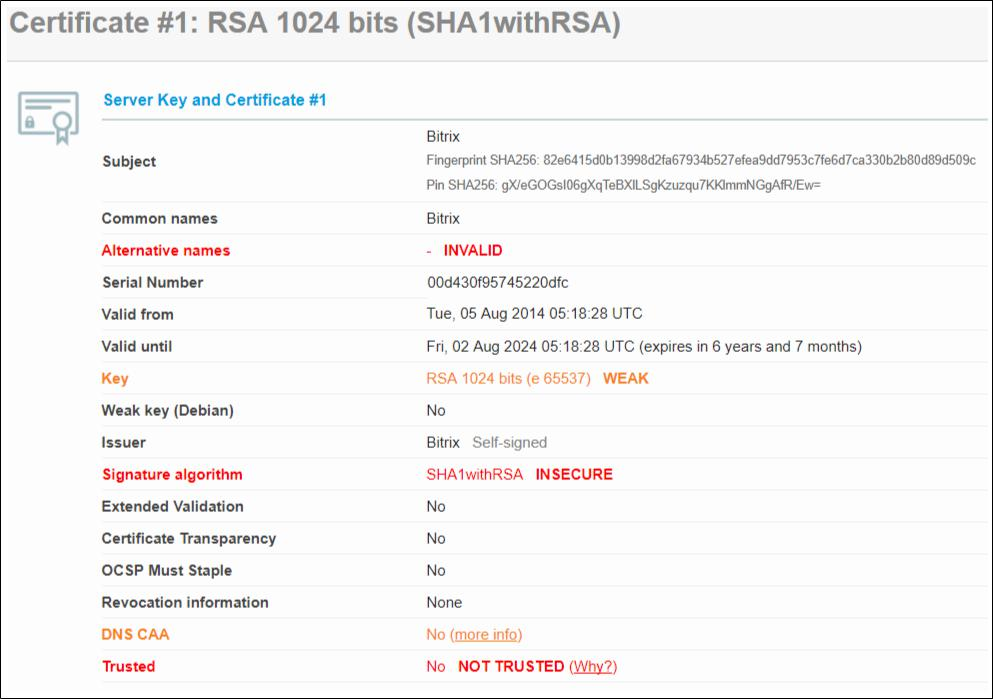 Certificate #1: RSA 1024 bits (SHA1withRSA)
Server Key and Certificate #1
Subject
Bitrix
Fingerprint SHA256: 82e6415d0b13998d2fa67934b527efea9dd7953c7fe6d7ca330b2b80d89d509c
Pin SHA256: gX/eGOGsI06gXqTeBXlLSgKzuzqu7KKlmmNGgAfR/Ew=
Common names Bitrix
Alternative names - INVALID
Serial Number 00d430f95745220dfc
Valid from Tue, 05 Aug 2014 05:18:28 UTC
Valid until Fri, 02 Aug 2024 05:18:28 UTC (expires in 6 years and 7 months)
Key RSA 1024 bits (e 65537) WEAK
Weak key (Debian) No
Issuer Bitrix Self-signed
Signature algorithm SHA1withRSA INSECURE
Extended Validation No
Certificate Transparency No
OCSP Must Staple No
Revocation information None
DNS CAA No (more info)
Trusted No NOT TRUSTED (Why?)